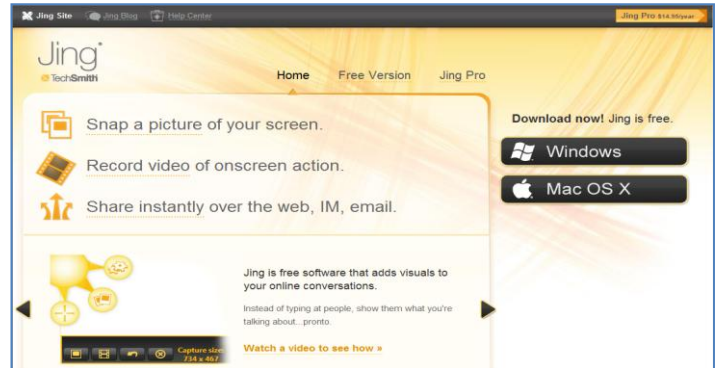 Jing Site Jing Blog Help Center Jing Pro $14.95/year
Jing
TechSmith
Home Free Version Jing Pro
Snap a picture of your screen.
Record video of onscreen action.
Share instantly over the web, IM, email.
Download now! Jing is free.
Windows
Mac OS X
Jing is free software that adds visuals to
your online conversations.
Instead of typing at people, show them what you're
talking about...pronto.
Watch a video to see how »
Capture size
734 x 467